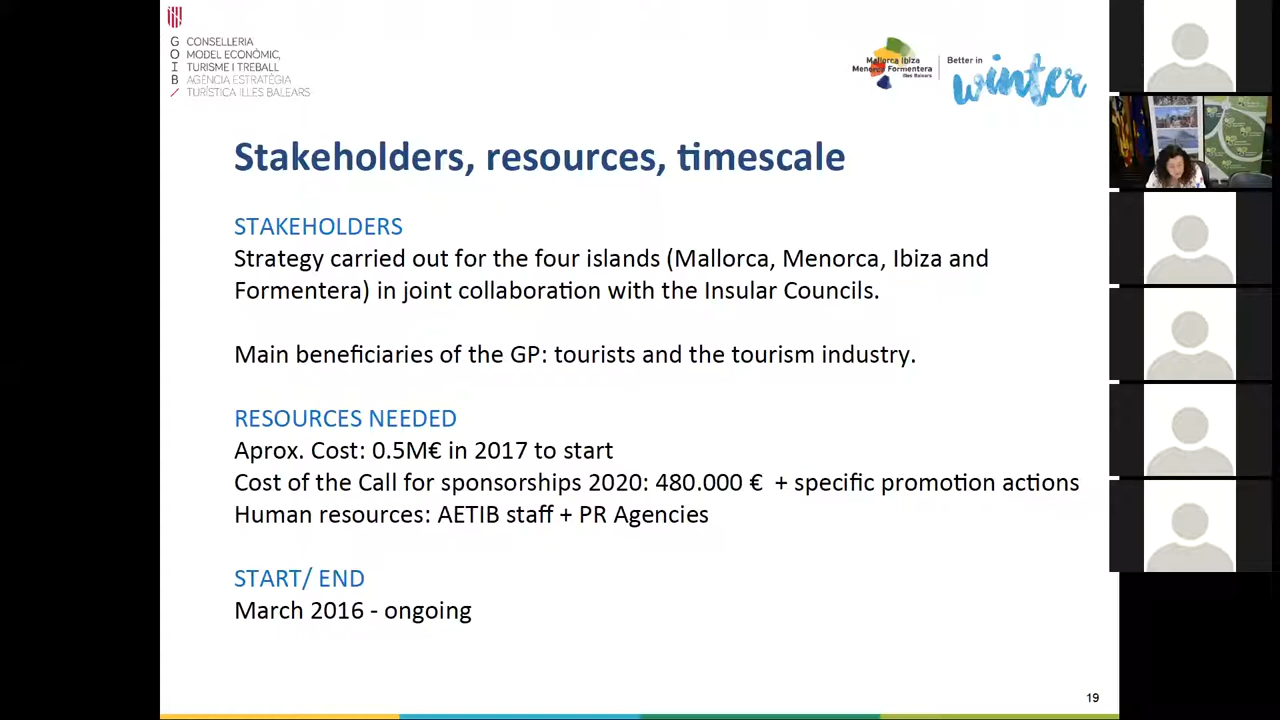 G CONSELLERIA
O MODEL ECONÒMIC,
I TURISME I TREBALL
B AGÈNCIA ESTRATÈGIA
/ TURÍSTICA ILLES BALEARS
Mallorca Ibiza
Menorca Formentera
Illes Balears
Better in
winter
Stakeholders, resources, timescale
STAKEHOLDERS
Strategy carried out for the four islands (Mallorca, Menorca, Ibiza and
Formentera) in joint collaboration with the Insular Councils.
Main beneficiaries of the GP: tourists and the tourism industry.
RESOURCES NEEDED
Aprox. Cost: 0.5M€ in 2017 to start
Cost of the Call for sponsorships 2020: 480.000 € + specific promotion actions
Human resources: AETIB staff + PR Agencies
START/ END
March 2016 - ongoing
19